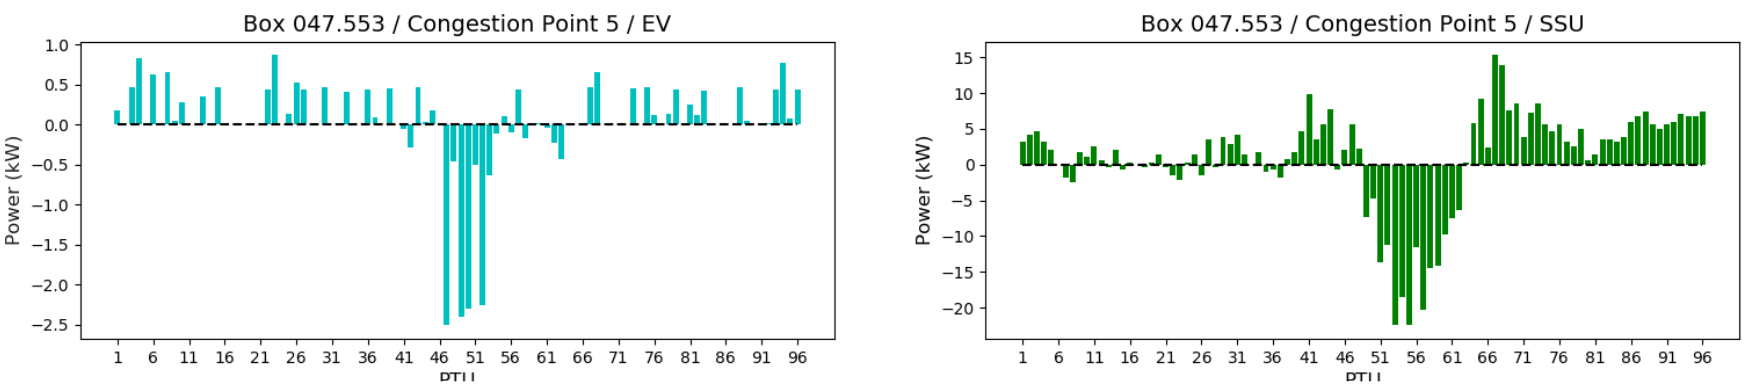 Box 047.553 / Congestion Point 5 / EV
1.0
0.5
0.0
−0.5
−1.0
−1.5
−2.0
−2.5
Power (kW)
1 6 11 16 21 26 31 36 41 46 51 56 61 66 71 76 81 86 91 96
PTU
Box 047.553 / Congestion Point 5 / SSU
15
10
5
0
−5
−10
−15
−20
Power (kW)
1 6 11 16 21 26 31 36 41 46 51 56 61 66 71 76 81 86 91 96
PTU